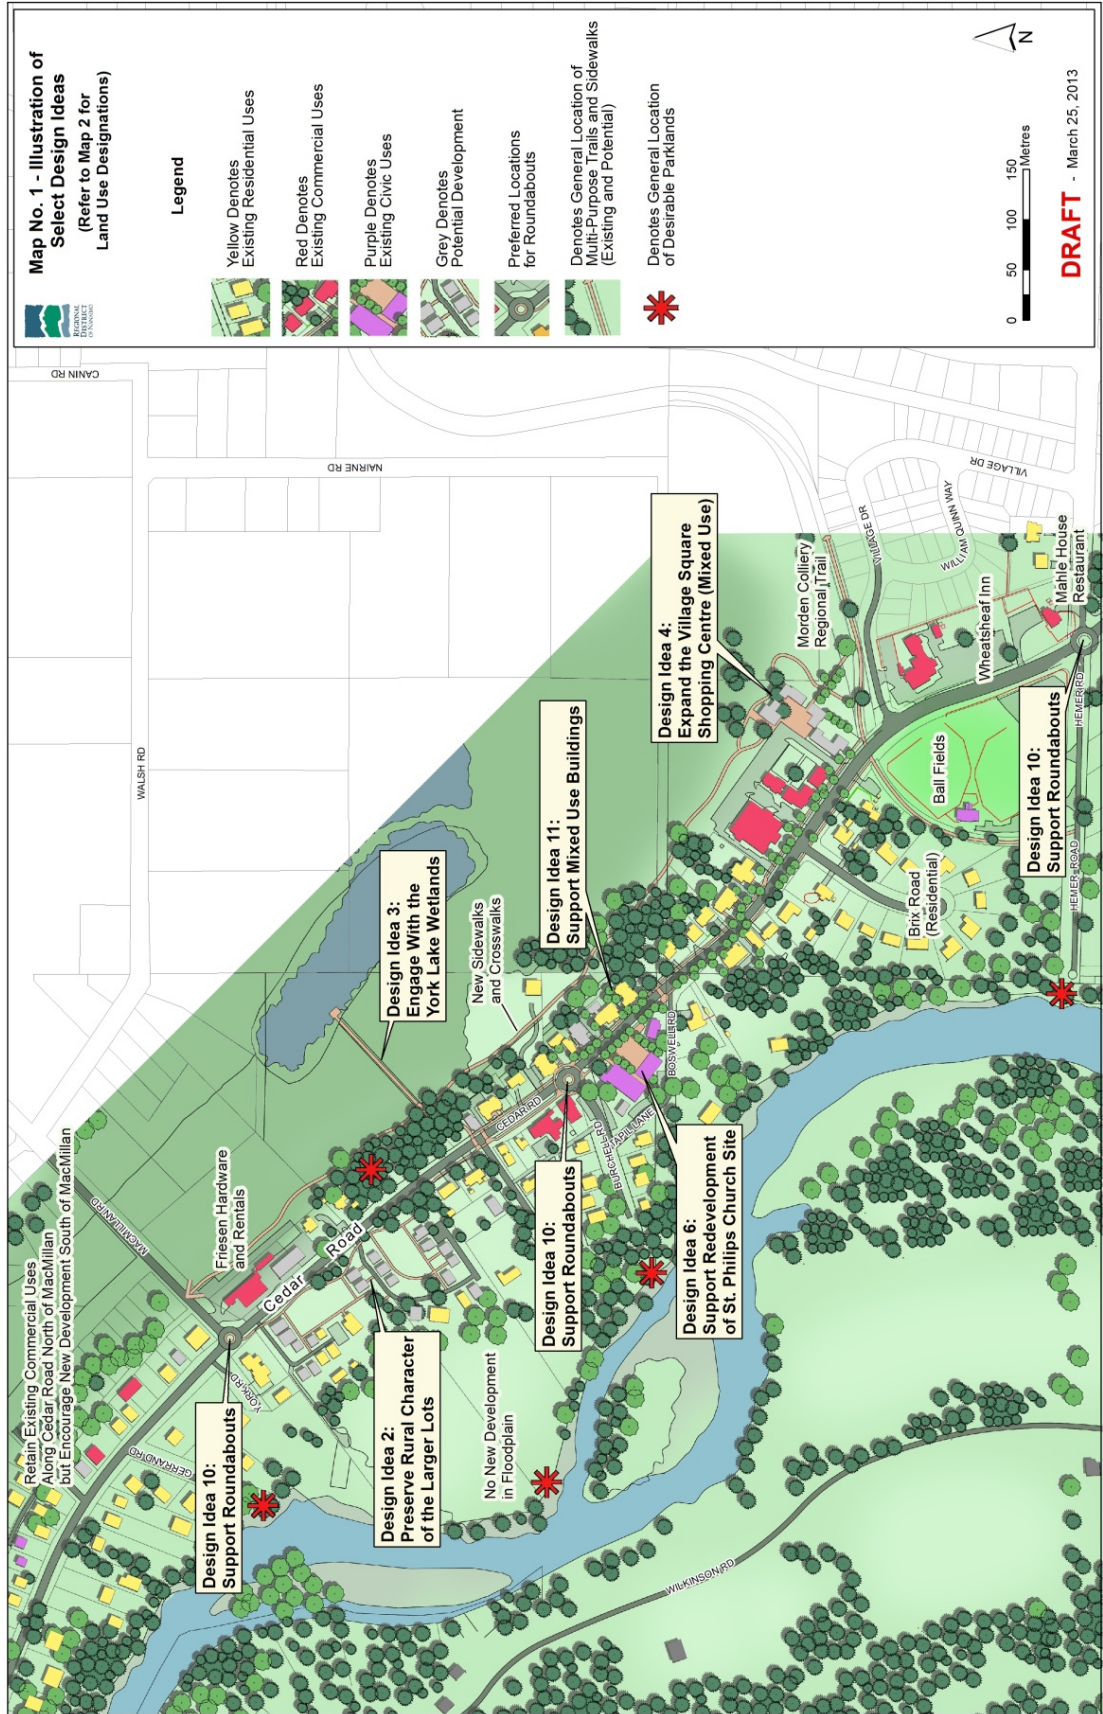 Map No. 1 - Illustration of
Select Design Ideas
(Refer to Map 2 for
Land Use Designations)
REGIONAL
DISTRICT
OF NANAIMO
Legend
Yellow Denotes
Existing Residential Uses
Red Denotes
Existing Commercial Uses
Purple Denotes
Existing Civic Uses
Grey Denotes
Potential Development
Preferred Locations
for Roundabouts
Denotes General Location of
Multi-Purpose Trails and Sidewalks
(Existing and Potential)
Denotes General Location
of Desirable Parklands
0 50 100 150
Metres
N
DRAFT - March 25, 2013
Retain Existing Commercial Uses
Along Cedar Road North of MacMillan
but Encourage New Development South of MacMillan
MACMILLAN RD
WALSH RD
CANIN RD
NAIRNE RD
Friesen Hardware
and Rentals
Cedar Road
GERRAND RD
YORK RD
Design Idea 10:
Support Roundabouts
Design Idea 2:
Preserve Rural Character
of the Larger Lots
No New Development
in Floodplain
Design Idea 3:
Engage With the
York Lake Wetlands
New Sidewalks
and Crosswalks
Design Idea 11:
Support Mixed Use Buildings
CEDAR RD
BURCHELL RD
TAPIL LANE
BOSWELL RD
Design Idea 10:
Support Roundabouts
Design Idea 6:
Support Redevelopment
of St. Philips Church Site
Design Idea 4:
Expand the Village Square
Shopping Centre (Mixed Use)
Morden Colliery
Regional Trail
VILLAGE DR
VILLAGE DR
WILLIAM QUINN WAY
Wheatsheaf Inn
Mahle House
Restaurant
Ball Fields
Brix Road
(Residential)
Design Idea 10:
Support Roundabouts
HEMER RD
HEMER ROAD
WILKINSON RD